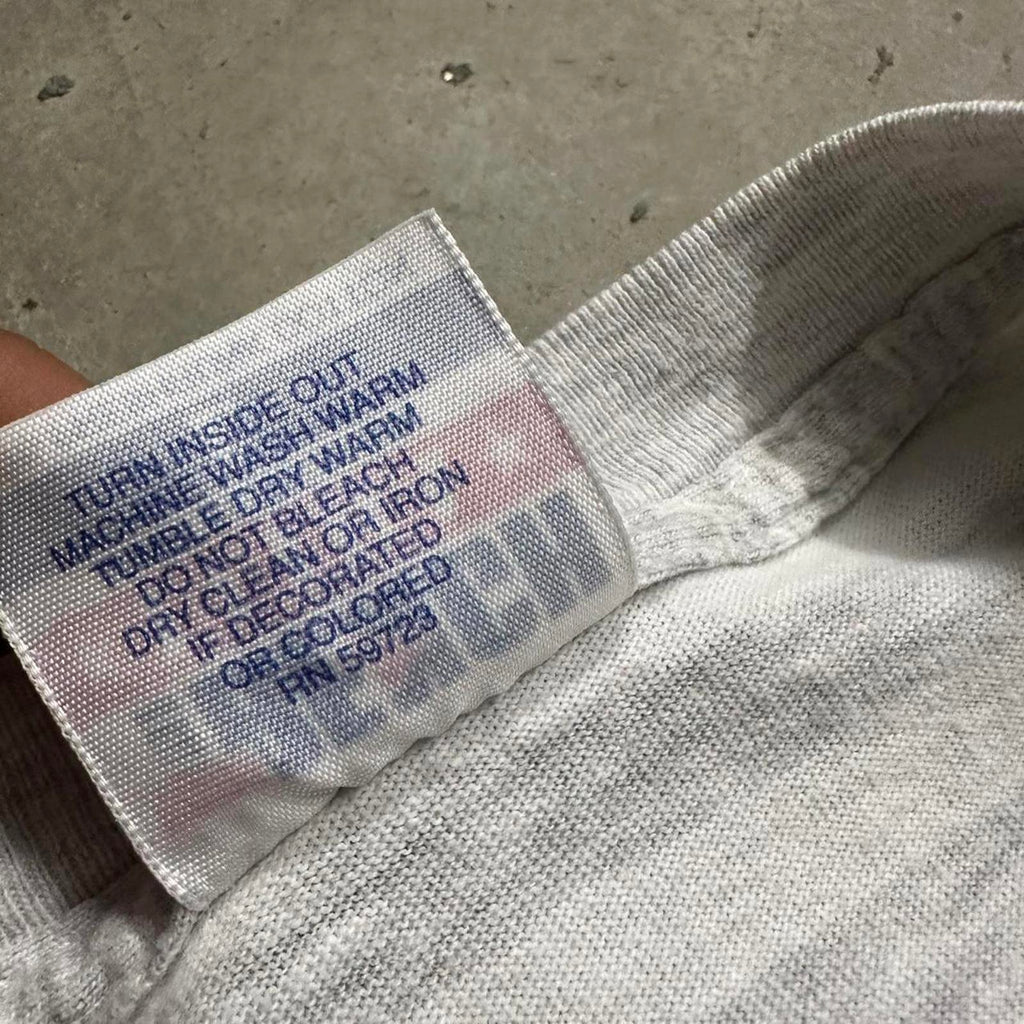 TURN INSIDE OUT
MACHINE WASH WARM
TUMBLE DRY WARM
DO NOT BLEACH
DRY CLEAN OR IRON
IF DECORATED
OR COLORED
RN 59723